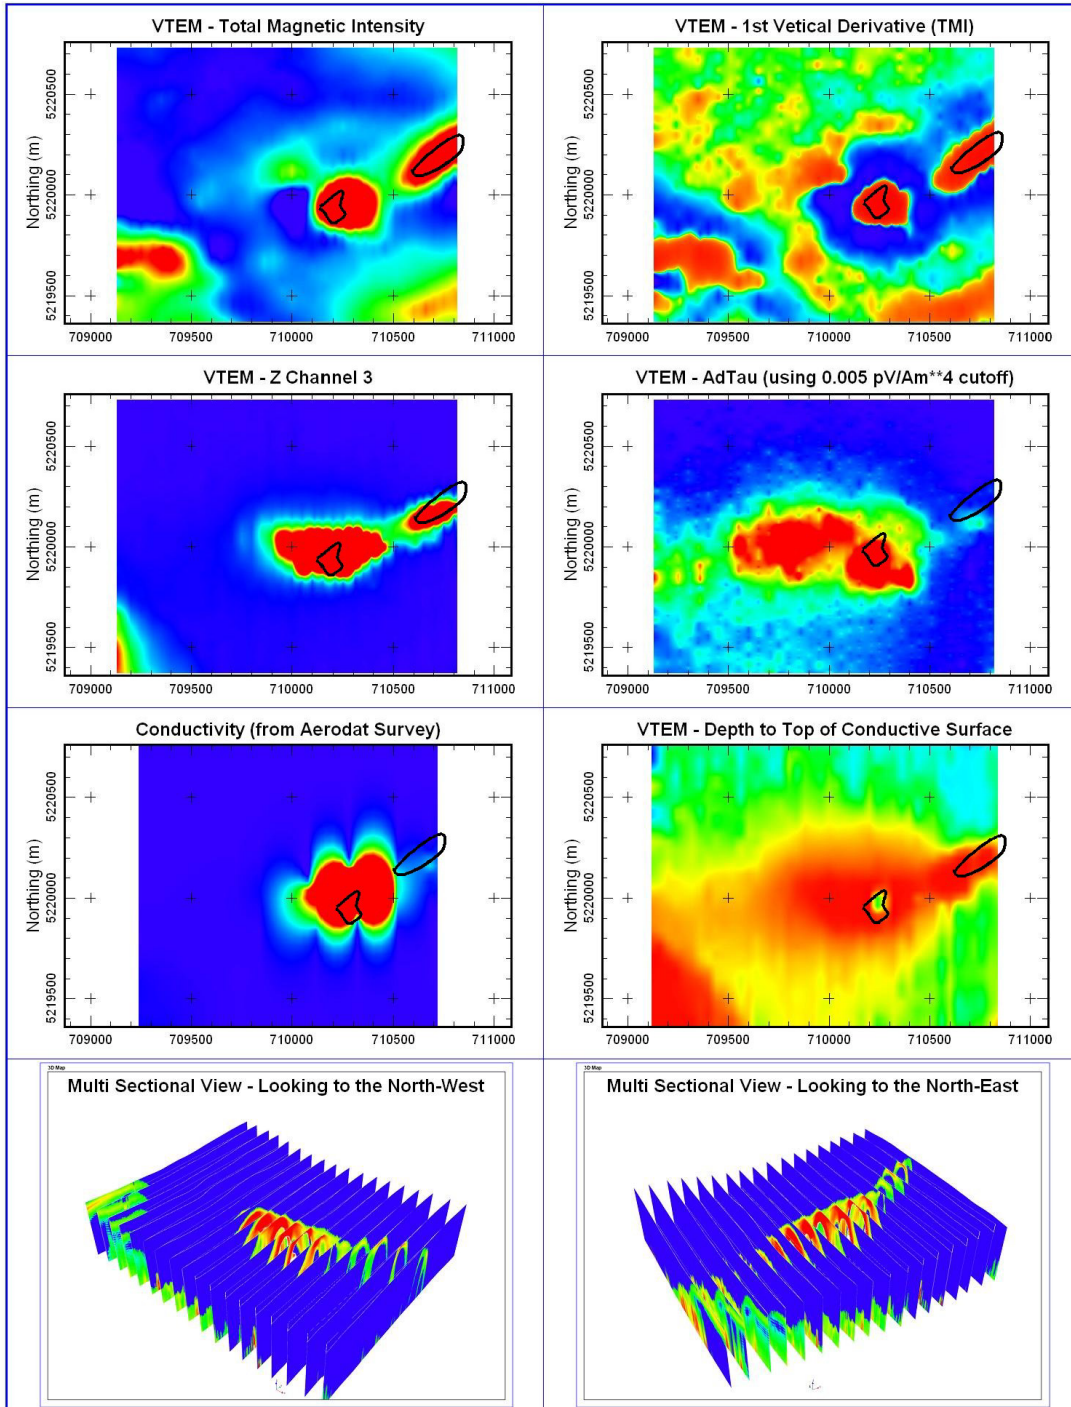 VTEM - Total Magnetic Intensity
VTEM - 1st Vetical Derivative (TMI)
Northing (m)
5220500
5220000
5219500
709000 709500 710000 710500 711000
Northing (m)
5220500
5220000
5219500
709000 709500 710000 710500 711000
VTEM - Z Channel 3
VTEM - AdTau (using 0.005 pV/Am**4 cutoff)
Northing (m)
5220500
5220000
5219500
709000 709500 710000 710500 711000
Northing (m)
5220500
5220000
5219500
709000 709500 710000 710500 711000
Conductivity (from Aerodat Survey)
VTEM - Depth to Top of Conductive Surface
Northing (m)
5220500
5220000
5219500
709000 709500 710000 710500 711000
Northing (m)
5220500
5220000
5219500
709000 709500 710000 710500 711000
3D Map
Multi Sectional View - Looking to the North-West
3D Map
Multi Sectional View - Looking to the North-East